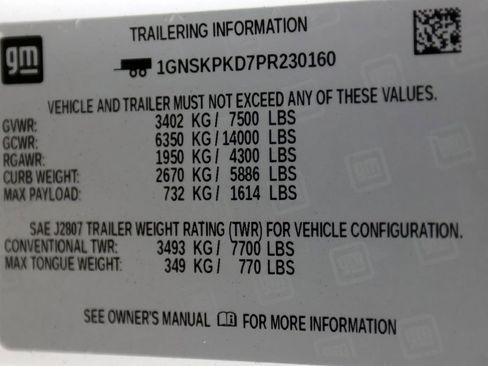 TRAILERING INFORMATION
gm
1GNSKPKD7PR230160
VEHICLE AND TRAILER MUST NOT EXCEED ANY OF THESE VALUES.
GVWR: 3402 KG/ 7500 LBS
GCWR: 6350 KG/ 14000 LBS
RGAWR: 1950 KG/ 4300 LBS
CURB WEIGHT: 2670 KG/ 5886 LBS
MAX PAYLOAD: 732 KG/ 1614 LBS
SAE J2807 TRAILER WEIGHT RATING (TWR) FOR VEHICLE CONFIGURATION.
CONVENTIONAL TWR: 3493 KG/ 7700 LBS
MAX TONGUE WEIGHT: 349 KG/ 770 LBS
SEE OWNER'S MANUAL FOR MORE INFORMATION